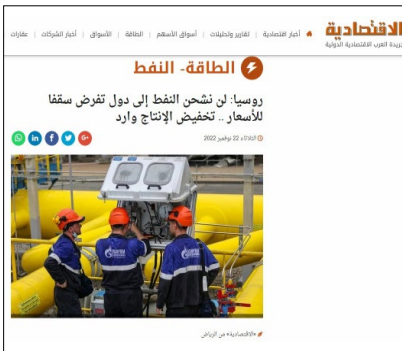 الاقتصادية
جريدة العرب الاقتصادية الدولية
أخبار اقتصادية | تقارير وتحليلات | أسواق الأسهم | الطاقة | الأسواق | أخبار الشركات | عقارات
الطاقة- النفط
روسيا: لن نشحن النفط إلى دول تفرض سقفا
للأسعار .. تخفيض الإنتاج وارد
الثلاثاء 22 نوفمبر 2022
«الاقتصادية» من الرياض